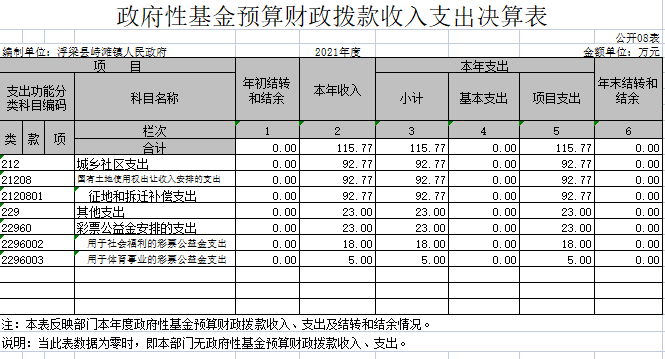 政府性基金预算财政拨款收入支出决算表
公开08表
编制单位：浮梁县峙滩镇人民政府 2021年度 金额单位：万元
项 目 年初结转和结余 本年收入 本年支出 年末结转和结余
支出功能分类科目编码 科目名称 小计 基本支出 项目支出
类 款 项 栏次 1 2 3 4 5 6
合计 0.00 115.77 115.77 0.00 115.77 0.00
212 城乡社区支出 0.00 92.77 92.77 0.00 92.77 0.00
21208 国有土地使用权出让收入安排的支出 0.00 92.77 92.77 0.00 92.77 0.00
2120801 征地和拆迁补偿支出 0.00 92.77 92.77 0.00 92.77 0.00
229 其他支出 0.00 23.00 23.00 0.00 23.00 0.00
22960 彩票公益金安排的支出 0.00 23.00 23.00 0.00 23.00 0.00
2296002 用于社会福利的彩票公益金支出 0.00 18.00 18.00 0.00 18.00 0.00
2296003 用于体育事业的彩票公益金支出 0.00 5.00 5.00 0.00 5.00 0.00
注：本表反映部门本年度政府性基金预算财政拨款收入、支出及结转和结余情况。
说明：当此表数据为零时，即本部门无政府性基金预算财政拨款收入、支出。